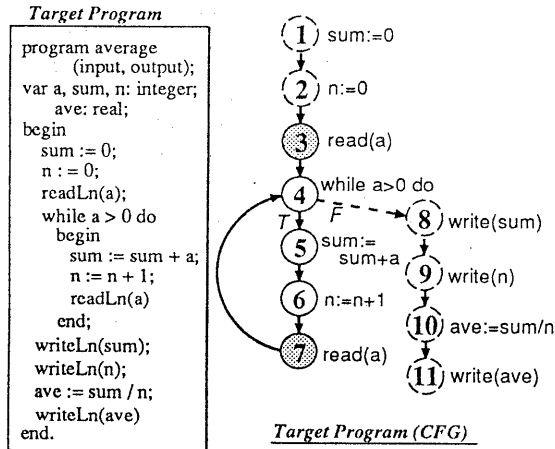 Target Program
program average
(input, output);
var a, sum, n: integer;
ave: real;
begin
sum := 0;
n := 0;
readLn(a);
while a > 0 do
begin
sum := sum + a;
n := n + 1;
readLn(a)
end;
writeLn(sum);
writeLn(n);
ave := sum / n;
writeLn(ave)
end.
1 sum:=0
2 n:=0
3 read(a)
4 while a>0 do
T F
5 sum:=
sum+a
6 n:=n+1
7 read(a)
8 write(sum)
9 write(n)
10 ave:=sum/n
11 write(ave)
Target Program (CFG)